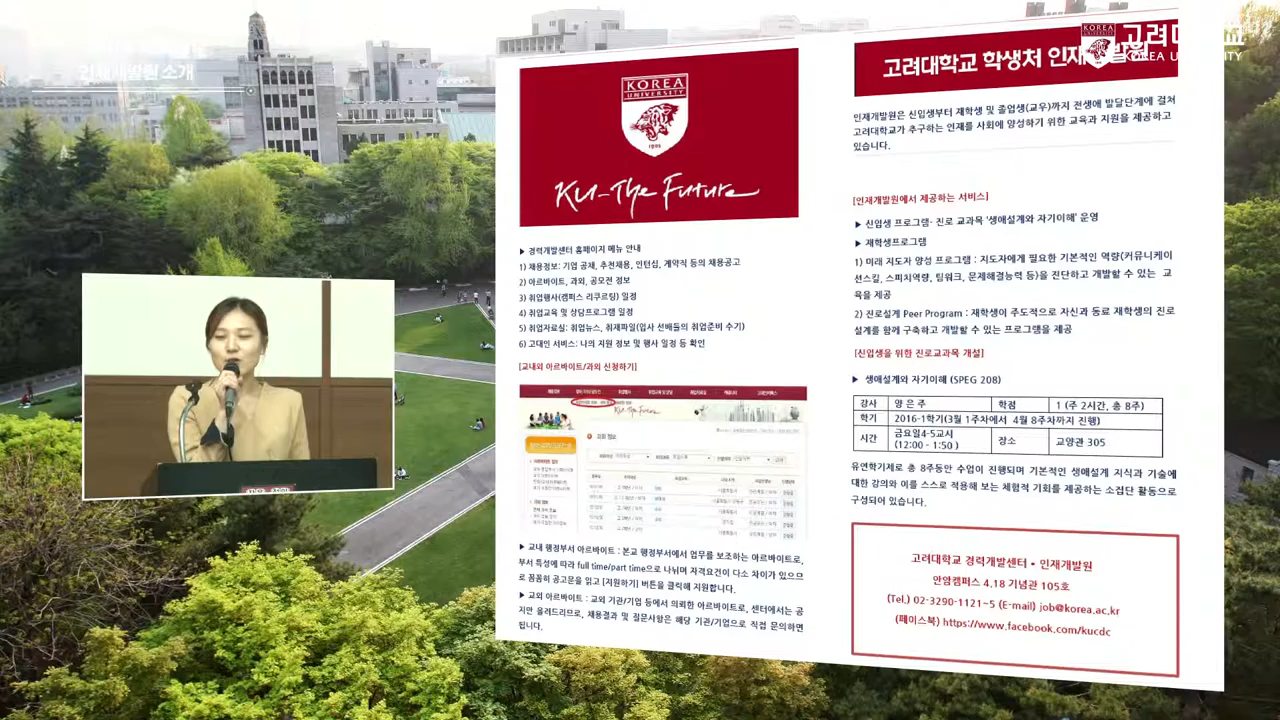 인재개발원 소개
KOREA
UNIVERSITY
1905
KU-The Future
▶ 경력개발센터 홈페이지 메뉴 안내
1) 채용정보: 기업 공채, 추천채용, 인턴십, 계약직 등의 채용공고
2) 아르바이트, 과외, 공모전 정보
3) 취업행사(캠퍼스 리쿠르팅) 일정
4) 취업교육 및 상담프로그램 일정
5) 취업자료실: 취업뉴스, 취재파일(입사 선배들의 취업준비 수기)
6) 고대인 서비스: 나의 지원 정보 및 행사 일정 등 확인
[교내외 아르바이트/과외 신청하기]
KU-The Future
▶ 교내 행정부서 아르바이트 : 본교 행정부서에서 업무를 보조하는 아르바이트로,
부서 특성에 따라 full time/part time으로 나뉘며 자격요건이 다소 차이가 있으므
로 꼼꼼히 공고문을 읽고 [지원하기] 버튼을 클릭해 지원합니다.
▶ 교외 아르바이트 : 교외 기관/기업 등에서 의뢰한 아르바이트로, 센터에서는 공
지만 올려드리므로, 채용결과 및 질문사항은 해당 기관/기업으로 직접 문의하면
됩니다.
고려대학교 학생처 인재개발원
KOREA UNIVERSITY
인재개발원은 신입생부터 재학생 및 졸업생(교우)까지 전생애 발달단계에 걸쳐
고려대학교가 추구하는 인재를 사회에 양성하기 위한 교육과 지원을 제공하고
있습니다.
[인재개발원에서 제공하는 서비스]
▶ 신입생 프로그램- 진로 교과목 '생애설계와 자기이해' 운영
▶ 재학생프로그램
1) 미래 지도자 양성 프로그램 : 지도자에게 필요한 기본적인 역량(커뮤니케이
션스킬, 스피치역량, 팀워크, 문제해결능력 등)을 진단하고 개발할 수 있는 교
육을 제공
2) 진로설계 Peer Program : 재학생이 주도적으로 자신과 동료 재학생의 진로
설계를 함께 구축하고 개발할 수 있는 프로그램을 제공
[신입생을 위한 진로교과목 개설]
▶ 생애설계와 자기이해 (SPEG 208)
강사 양은주 학점 1 (주 2시간, 총 8주)
학기 2016-1학기(3월 1주차에서 4월 8주차까지 진행)
시간 금요일4-5교시 (12:00 - 1:50 ) 장소 교양관 305
유연학기제로 총 8주동안 수업이 진행되며 기본적인 생애설계 지식과 기술에
대한 강의와 이를 스스로 적용해 보는 체험적 기회를 제공하는 소집단 활동으로
구성되어 있습니다.
고려대학교 경력개발센터 • 인재개발원
안암캠퍼스 4.18 기념관 105호
(Tel.) 02-3290-1121~5 (E-mail) job@korea.ac.kr
(페이스북) https://www.facebook.com/kucdc